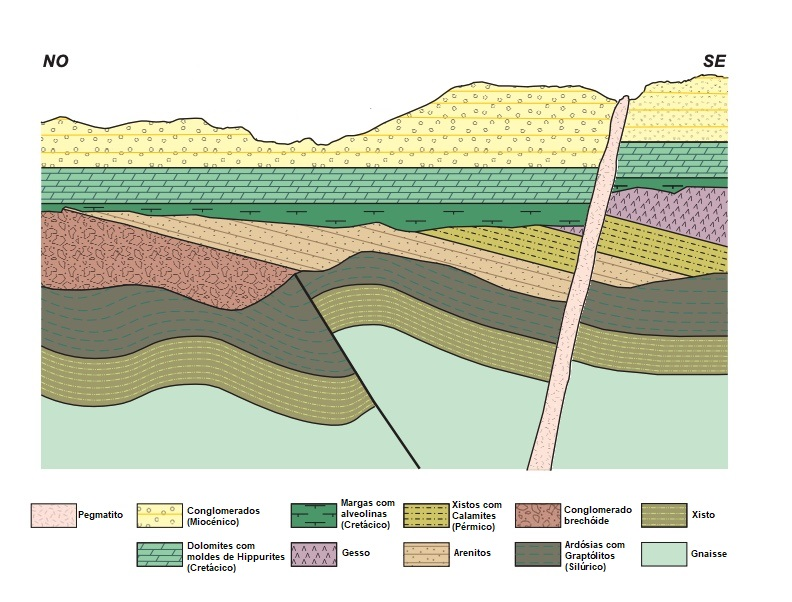 NO
SE
Pegmatito
Conglomerados
(Miocénico)
Margas com
alveolinas
(Cretácico)
Xistos com
Calamites
(Pérmico)
Conglomerado
brechóide
Xisto
Dolomites com
moldes de Hippurites
(Cretácico)
Gesso
Arenitos
Ardósias com
Graptólitos
(Silúrico)
Gnaisse